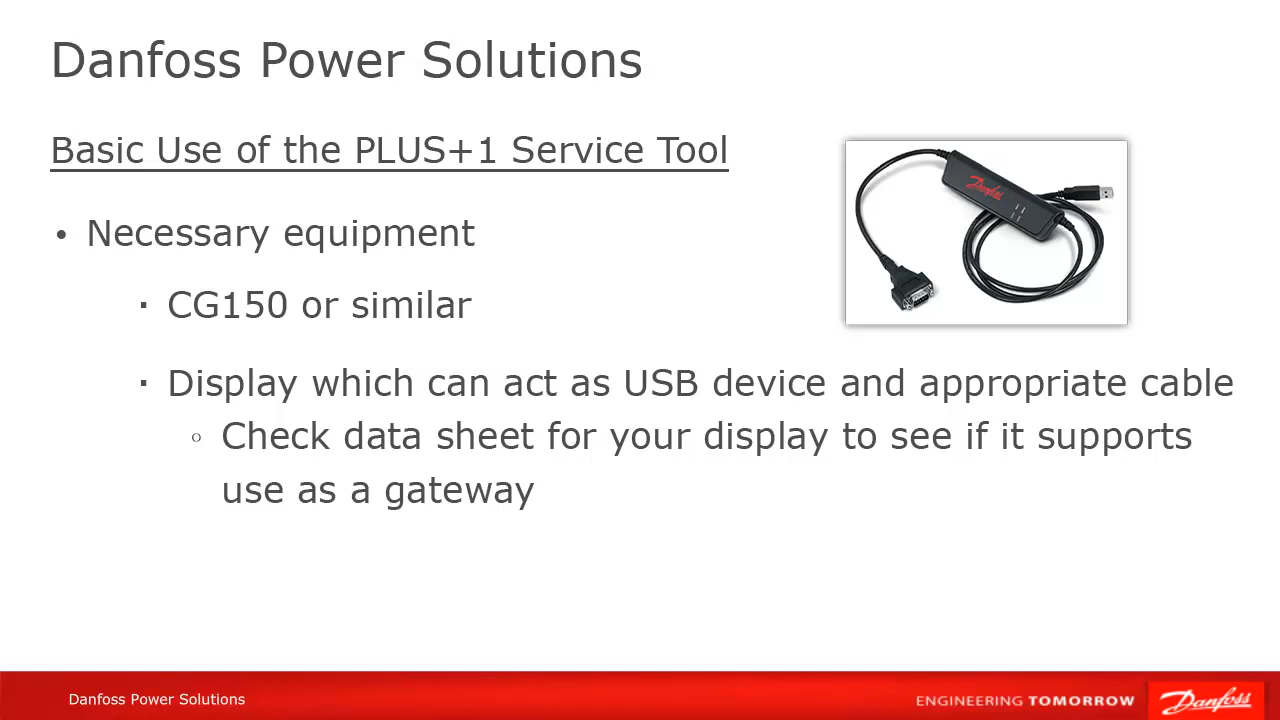 Danfoss Power Solutions
Basic Use of the PLUS+1 Service Tool
Danfoss
• Necessary equipment
▪ CG150 or similar
▪ Display which can act as USB device and appropriate cable
o Check data sheet for your display to see if it supports
use as a gateway
Danfoss Power Solutions
ENGINEERING TOMORROW
Danfoss